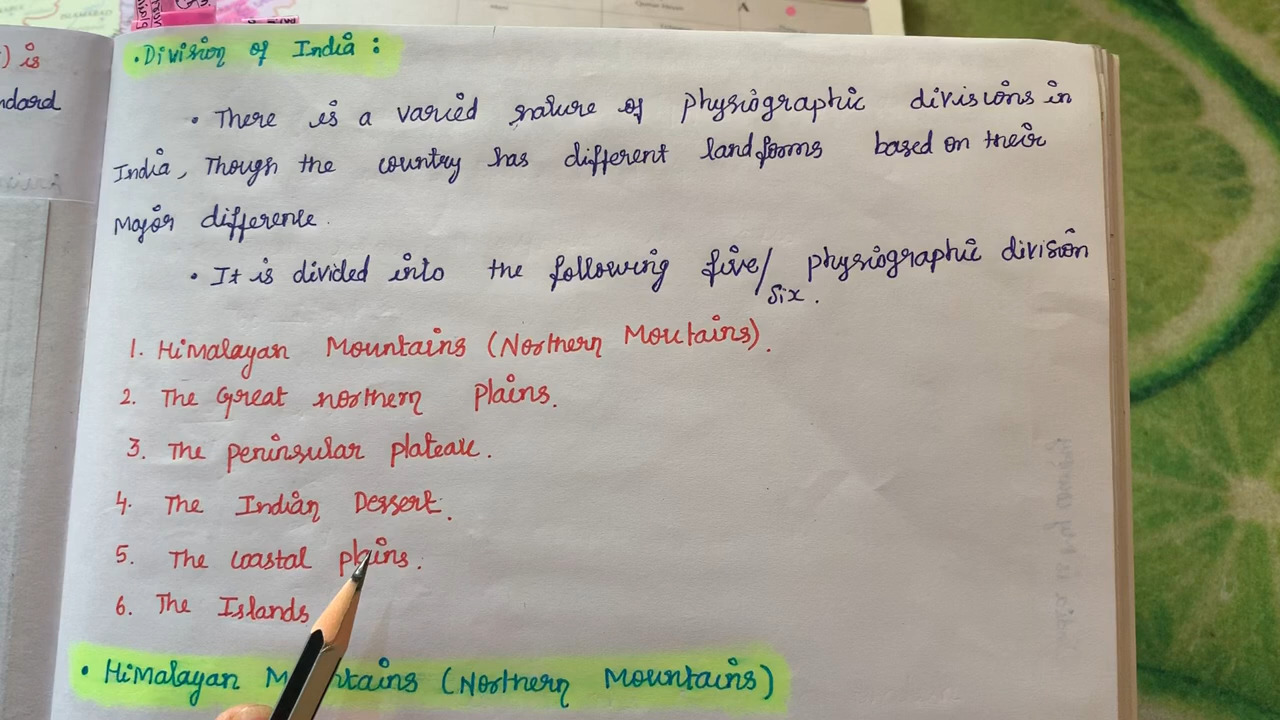 ) is
ndard
• Division of India :
• There is a varied nature of physiographic divisions in
India, Though the country has different landforms based on their
Major difference.
• It is divided into the following five/six physiographic division.
1. Himalayan Mountains (Northern Moutains).
2. The Great northern plains.
3. The peninsular plateau.
4. The Indian Dessert.
5. The coastal plains.
6. The Islands
• Himalayan Mountains (Northern Mountains)